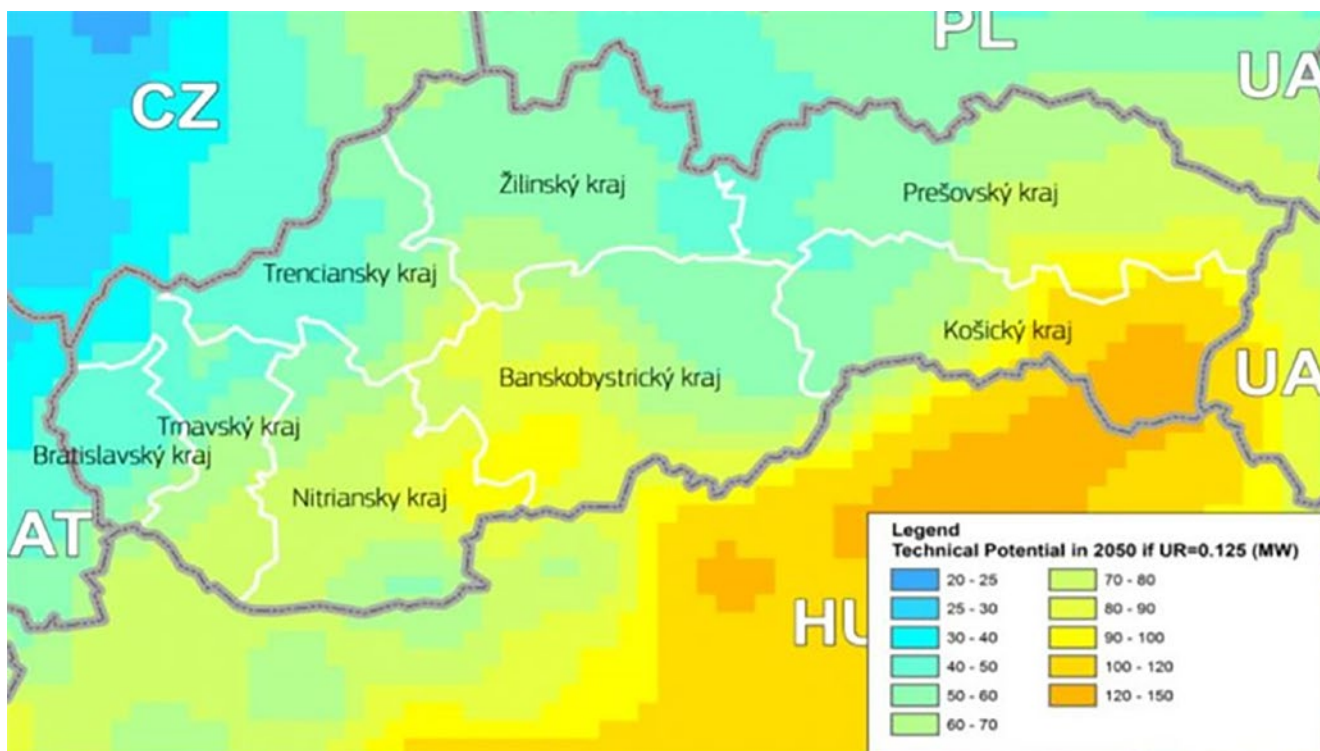 PL
UA
CZ
Žilinský kraj
Prešovský kraj
Trenciansky kraj
Košický kraj
Banskobystrický kraj
UA
Trnavský kraj
Bratislavský kraj
Nitriansky kraj
AT
HU
Legend
Technical Potential in 2050 if UR=0.125 (MW)
20 - 25
25 - 30
30 - 40
40 - 50
50 - 60
60 - 70
70 - 80
80 - 90
90 - 100
100 - 120
120 - 150